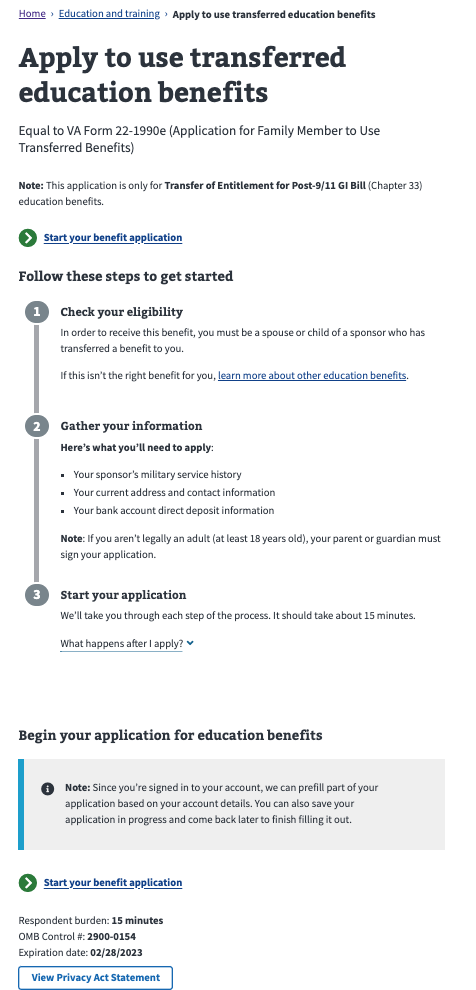 Home › Education and training › Apply to use transferred education benefits
Apply to use transferred
education benefits
Equal to VA Form 22-1990e (Application for Family Member to Use
Transferred Benefits)
Note: This application is only for Transfer of Entitlement for Post-9/11 GI Bill (Chapter 33)
education benefits.
Start your benefit application
Follow these steps to get started
1 Check your eligibility
In order to receive this benefit, you must be a spouse or child of a sponsor who has
transferred a benefit to you.
If this isn't the right benefit for you, learn more about other education benefits.
2 Gather your information
Here's what you'll need to apply:
▪ Your sponsor's military service history
▪ Your current address and contact information
▪ Your bank account direct deposit information
Note: If you aren't legally an adult (at least 18 years old), your parent or guardian must
sign your application.
3 Start your application
We'll take you through each step of the process. It should take about 15 minutes.
What happens after I apply?
Begin your application for education benefits
Note: Since you're signed in to your account, we can prefill part of your
application based on your account details. You can also save your
application in progress and come back later to finish filling it out.
Start your benefit application
Respondent burden: 15 minutes
OMB Control #: 2900-0154
Expiration date: 02/28/2023
View Privacy Act Statement